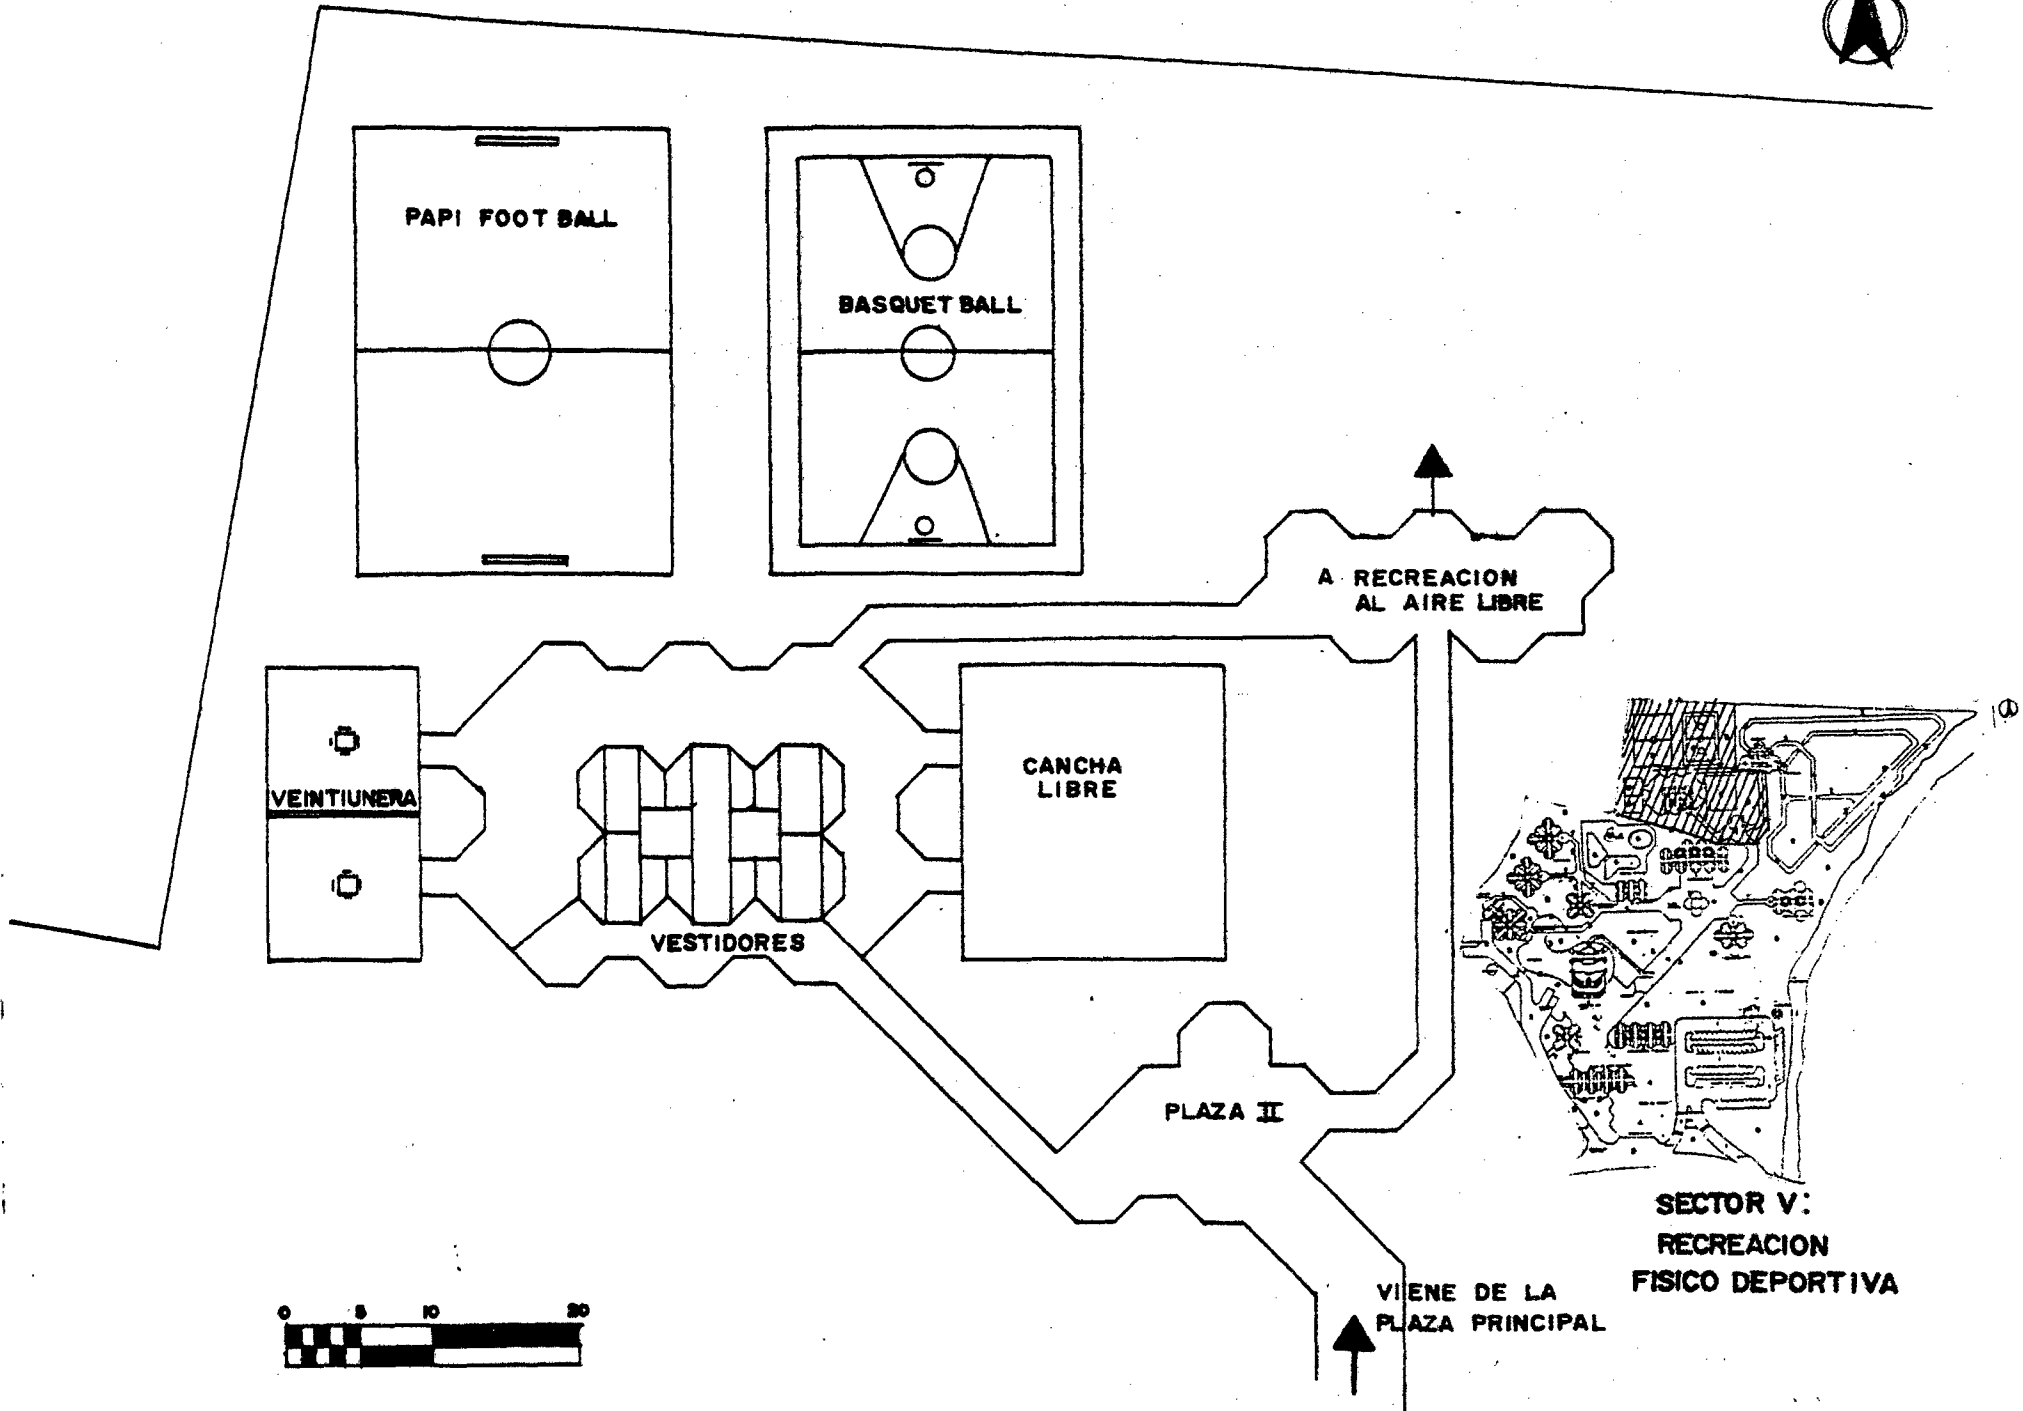 PAPI FOOT BALL
BASQUET BALL
A RECREACION
AL AIRE LIBRE
VEINTIUNERA
CANCHA
LIBRE
VESTIDORES
PLAZA II
SECTOR V:
RECREACION
FISICO DEPORTIVA
VIENE DE LA
PLAZA PRINCIPAL
0 5 10 20